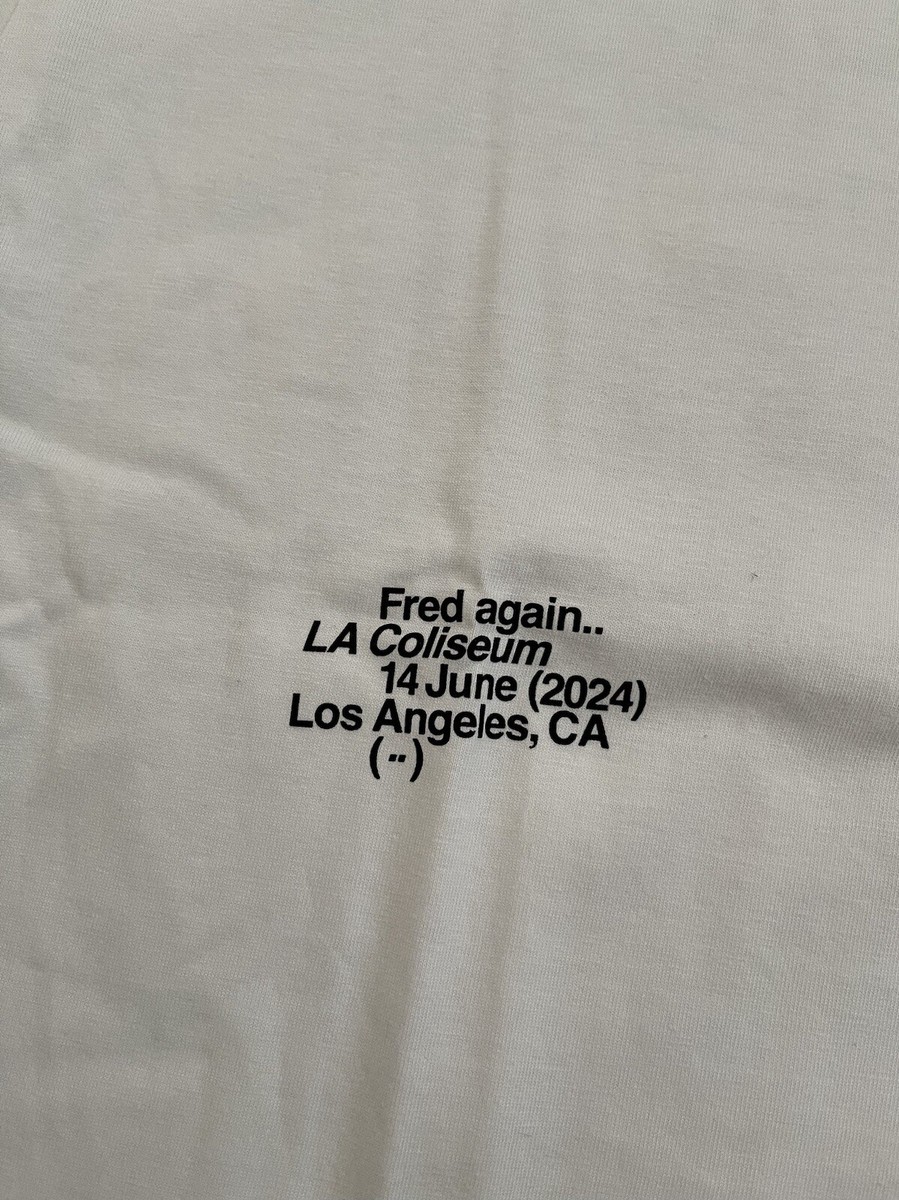 Fred again..
LA Coliseum
14 June (2024)
Los Angeles, CA
(··)